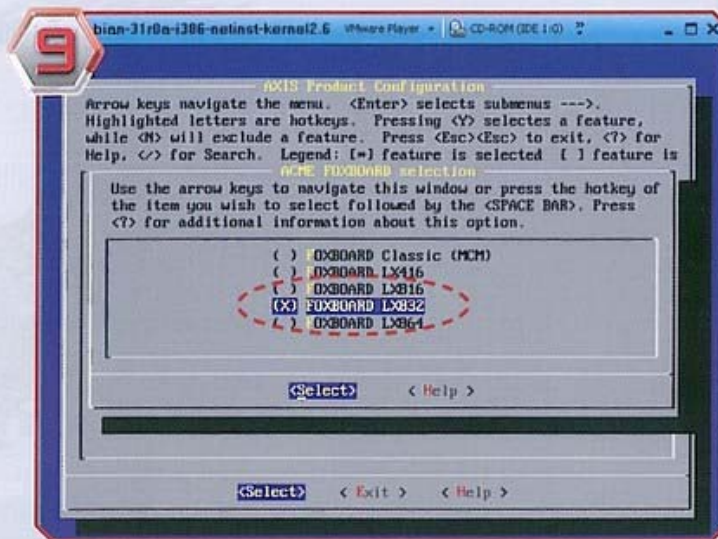 9
bian-31r0a-i386-netinst-kernel2.6 VMware Player CD-ROM (IDE 1:0)
AXIS Product Configuration
Arrow keys navigate the menu. <Enter> selects submenus --->.
Highlighted letters are hotkeys. Pressing <Y> selectes a feature,
while <N> will exclude a feature. Press <Esc><Esc> to exit, <?> for
Help, </> for Search. Legend: [*] feature is selected [ ] feature is
ACME FOXBOARD selection
Use the arrow keys to navigate this window or press the hotkey of
the item you wish to select followed by the <SPACE BAR>. Press
<?> for additional information about this option.
( ) FOXBOARD Classic (MCM)
( ) FOXBOARD LX416
( ) FOXBOARD LX816
(X) FOXBOARD LX832
( ) FOXBOARD LX864
<Select> < Help >
<Select> < Exit > < Help >